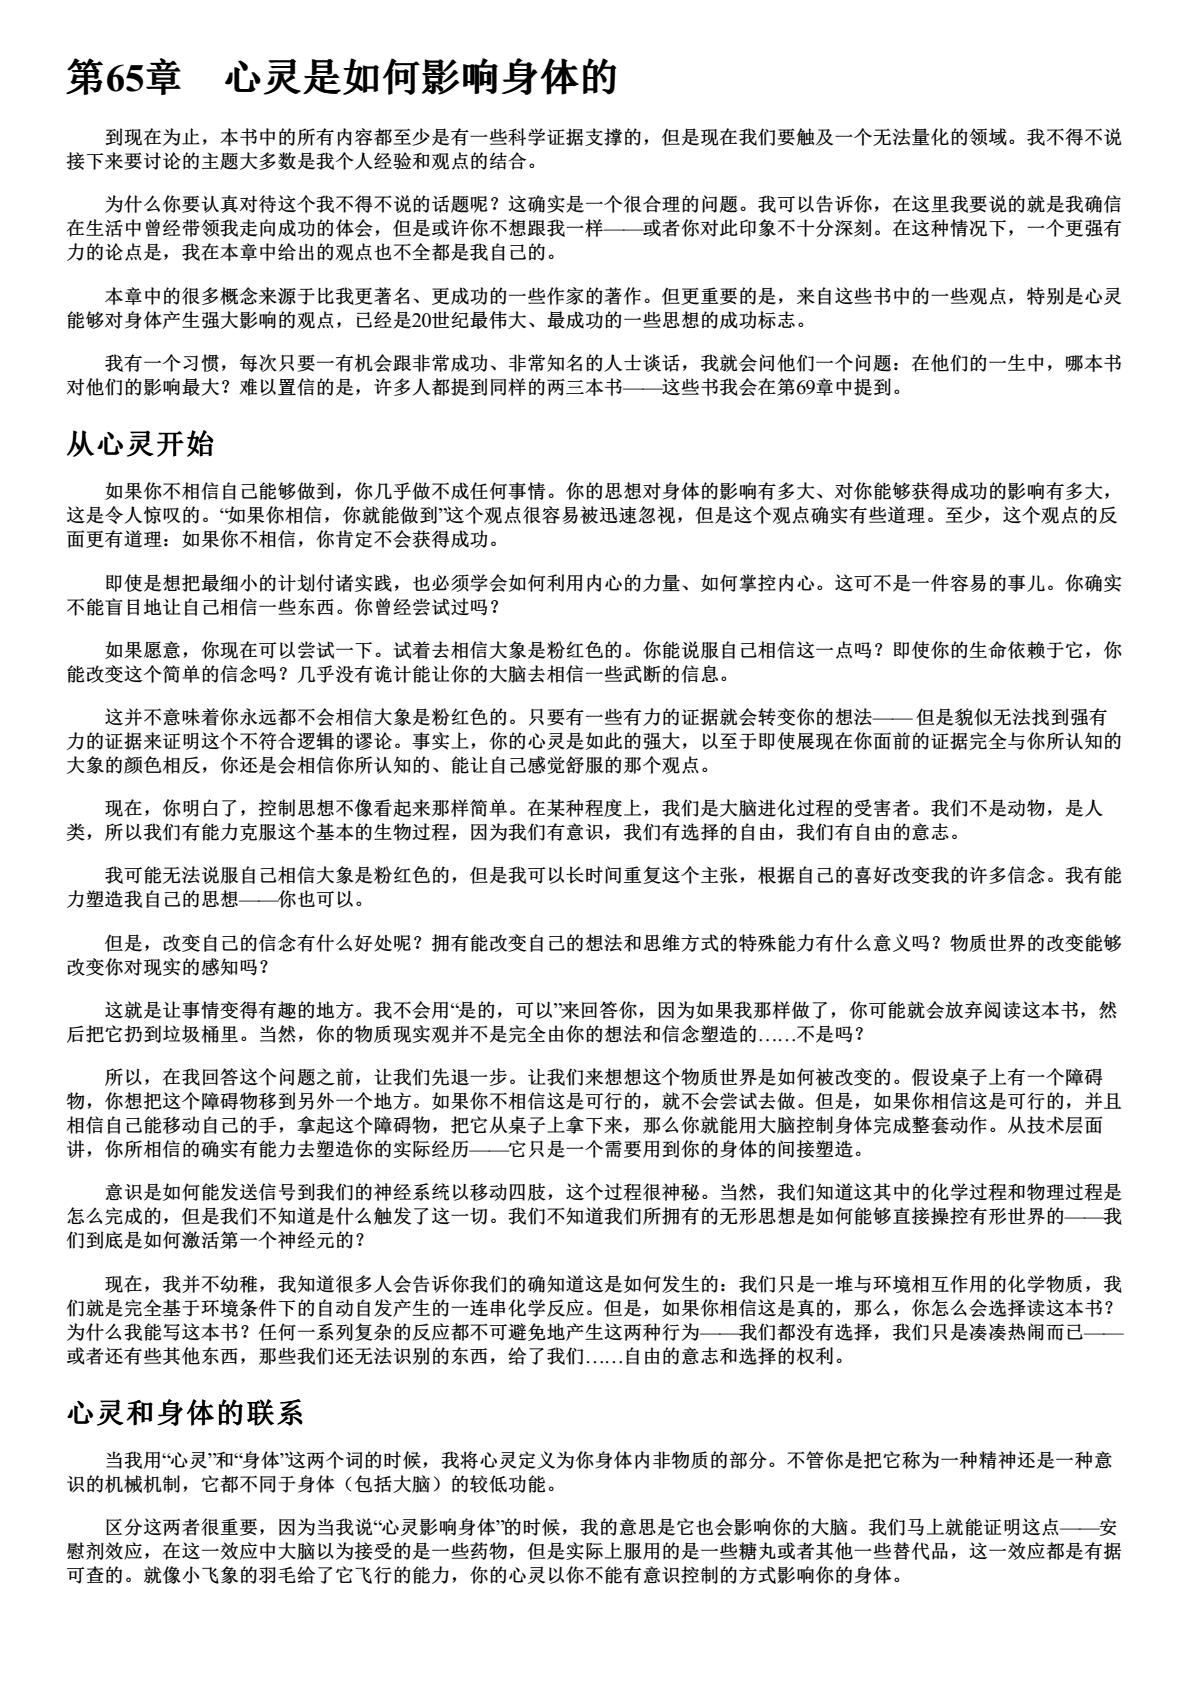 第65章　心灵是如何影响身体的
到现在为止，本书中的所有内容都至少是有一些科学证据支撑的，但是现在我们要触及一个无法量化的领域。我不得不说
接下来要讨论的主题大多数是我个人经验和观点的结合。
为什么你要认真对待这个我不得不说的话题呢？这确实是一个很合理的问题。我可以告诉你，在这里我要说的就是我确信
在生活中曾经带领我走向成功的体会，但是或许你不想跟我一样——或者你对此印象不十分深刻。在这种情况下，一个更强有
力的论点是，我在本章中给出的观点也不全都是我自己的。
本章中的很多概念来源于比我更著名、更成功的一些作家的著作。但更重要的是，来自这些书中的一些观点，特别是心灵
能够对身体产生强大影响的观点，已经是20世纪最伟大、最成功的一些思想的成功标志。
我有一个习惯，每次只要一有机会跟非常成功、非常知名的人士谈话，我就会问他们一个问题：在他们的一生中，哪本书
对他们的影响最大？难以置信的是，许多人都提到同样的两三本书——这些书我会在第69章中提到。
从心灵开始
如果你不相信自己能够做到，你几乎做不成任何事情。你的思想对身体的影响有多大、对你能够获得成功的影响有多大，
这是令人惊叹的。“如果你相信，你就能做到”这个观点很容易被迅速忽视，但是这个观点确实有些道理。至少，这个观点的反
面更有道理：如果你不相信，你肯定不会获得成功。
即使是想把最细小的计划付诸实践，也必须学会如何利用内心的力量、如何掌控内心。这可不是一件容易的事儿。你确实
不能盲目地让自己相信一些东西。你曾经尝试过吗？
如果愿意，你现在可以尝试一下。试着去相信大象是粉红色的。你能说服自己相信这一点吗？即使你的生命依赖于它，你
能改变这个简单的信念吗？几乎没有诡计能让你的大脑去相信一些武断的信息。
这并不意味着你永远都不会相信大象是粉红色的。只要有一些有力的证据就会转变你的想法—— 但是貌似无法找到强有
力的证据来证明这个不符合逻辑的谬论。事实上，你的心灵是如此的强大，以至于即使展现在你面前的证据完全与你所认知的
大象的颜色相反，你还是会相信你所认知的、能让自己感觉舒服的那个观点。
现在，你明白了，控制思想不像看起来那样简单。在某种程度上，我们是大脑进化过程的受害者。我们不是动物，是人
类，所以我们有能力克服这个基本的生物过程，因为我们有意识，我们有选择的自由，我们有自由的意志。
我可能无法说服自己相信大象是粉红色的，但是我可以长时间重复这个主张，根据自己的喜好改变我的许多信念。我有能
力塑造我自己的思想——你也可以。
但是，改变自己的信念有什么好处呢？拥有能改变自己的想法和思维方式的特殊能力有什么意义吗？物质世界的改变能够
改变你对现实的感知吗？
这就是让事情变得有趣的地方。我不会用“是的，可以”来回答你，因为如果我那样做了，你可能就会放弃阅读这本书，然
后把它扔到垃圾桶里。当然，你的物质现实观并不是完全由你的想法和信念塑造的……不是吗？
所以，在我回答这个问题之前，让我们先退一步。让我们来想想这个物质世界是如何被改变的。假设桌子上有一个障碍
物，你想把这个障碍物移到另外一个地方。如果你不相信这是可行的，就不会尝试去做。但是，如果你相信这是可行的，并且
相信自己能移动自己的手，拿起这个障碍物，把它从桌子上拿下来，那么你就能用大脑控制身体完成整套动作。从技术层面
讲，你所相信的确实有能力去塑造你的实际经历——它只是一个需要用到你的身体的间接塑造。
意识是如何能发送信号到我们的神经系统以移动四肢，这个过程很神秘。当然，我们知道这其中的化学过程和物理过程是
怎么完成的，但是我们不知道是什么触发了这一切。我们不知道我们所拥有的无形思想是如何能够直接操控有形世界的——我
们到底是如何激活第一个神经元的？
现在，我并不幼稚，我知道很多人会告诉你我们的确知道这是如何发生的：我们只是一堆与环境相互作用的化学物质，我
们就是完全基于环境条件下的自动自发产生的一连串化学反应。但是，如果你相信这是真的，那么，你怎么会选择读这本书？
为什么我能写这本书？任何一系列复杂的反应都不可避免地产生这两种行为——我们都没有选择，我们只是凑凑热闹而已——
或者还有些其他东西，那些我们还无法识别的东西，给了我们……自由的意志和选择的权利。
心灵和身体的联系
当我用“心灵”和“身体”这两个词的时候，我将心灵定义为你身体内非物质的部分。不管你是把它称为一种精神还是一种意
识的机械机制，它都不同于身体（包括大脑）的较低功能。
区分这两者很重要，因为当我说“心灵影响身体”的时候，我的意思是它也会影响你的大脑。我们马上就能证明这点——安
慰剂效应，在这一效应中大脑以为接受的是一些药物，但是实际上服用的是一些糖丸或者其他一些替代品，这一效应都是有据
可查的。就像小飞象的羽毛给了它飞行的能力，你的心灵以你不能有意识控制的方式影响你的身体。